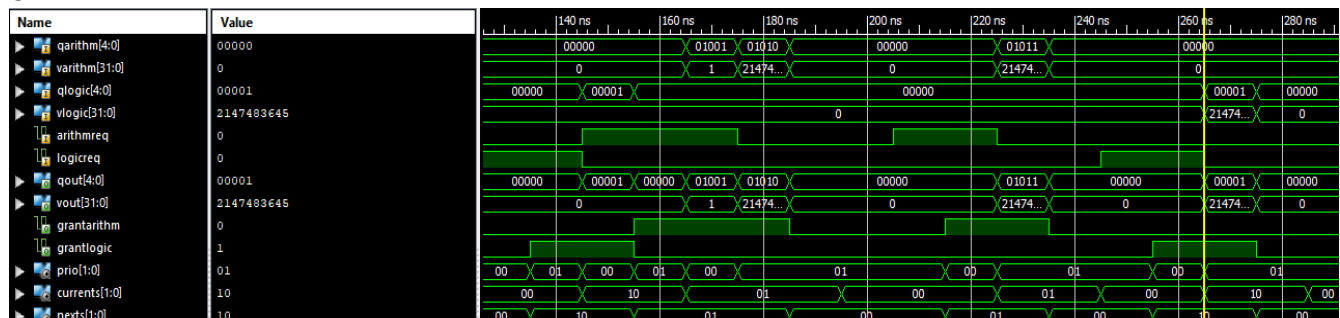 Name Value 140 ns 160 ns 180 ns 200 ns 220 ns 240 ns 260 ns 280 ns
qarithm[4:0] 00000 00000 01001 01010 00000 01011 00000
varithm[31:0] 0 0 1 21474... 0 21474... 0
qlogic[4:0] 00001 00000 00001 00000 00001 00000
vlogic[31:0] 2147483645 0 21474... 0
arithmreq 0
logicreq 0
qout[4:0] 00001 00000 00001 00000 01001 01010 00000 01011 00000 00001 00000
vout[31:0] 2147483645 0 1 21474... 0 21474... 0 21474... 0
grantarithm 0
grantlogic 1
prio[1:0] 01 00 01 00 01 00 01 00 01 00 01
currents[1:0] 10 00 10 01 00 01 00 10 00
nexts[1:0] 10 00 10 01 00 01 00 10 00